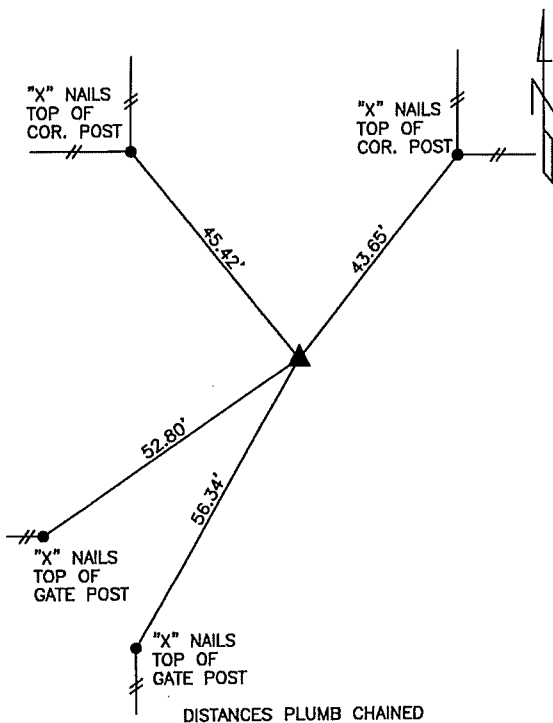 "X" NAILS
TOP OF
COR. POST
"X" NAILS
TOP OF
COR. POST
45.42'
43.65'
52.80'
56.34'
"X" NAILS
TOP OF
GATE POST
"X" NAILS
TOP OF
GATE POST
DISTANCES PLUMB CHAINED